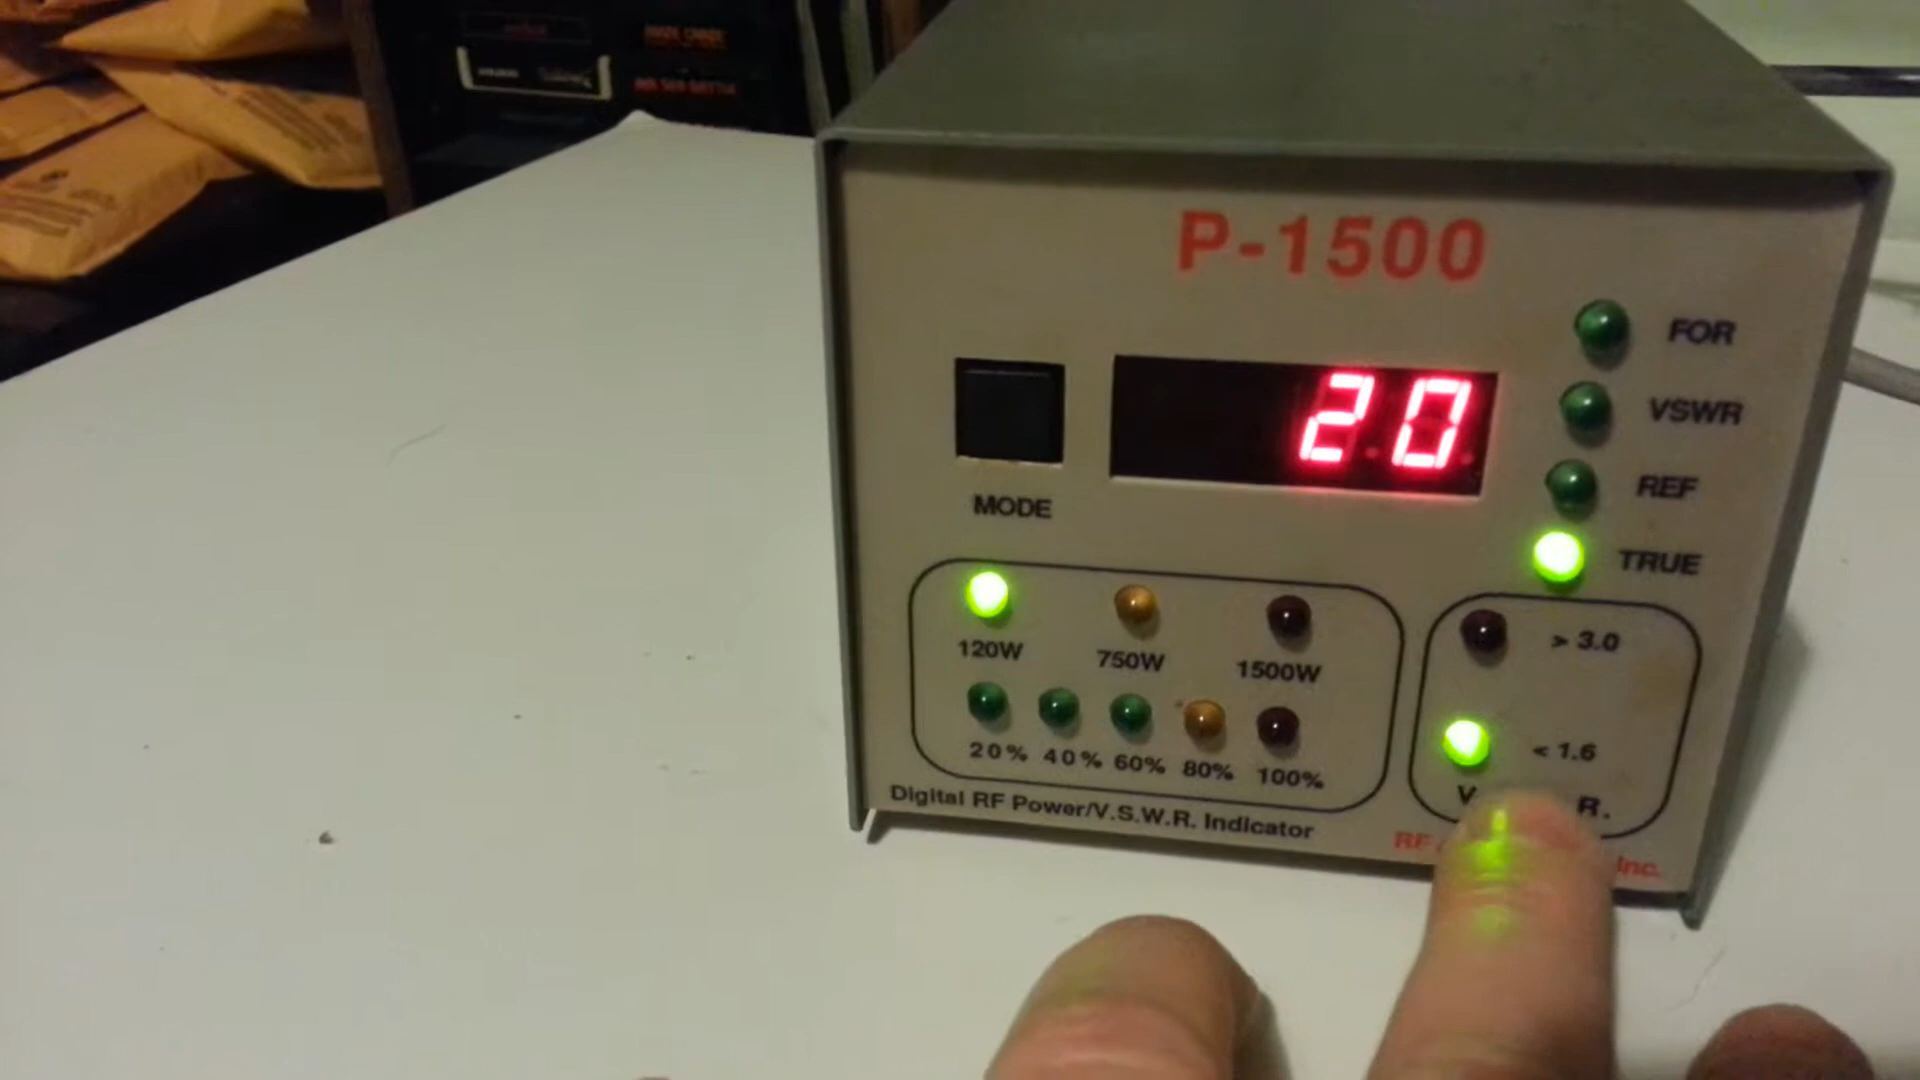 P-1500
20
FOR
VSWR
REF
TRUE
MODE
120W
750W
1500W
20% 40% 60% 80% 100%
> 3.0
< 1.6
V R.
Digital RF Power/V.S.W.R. Indicator
RF Inc.